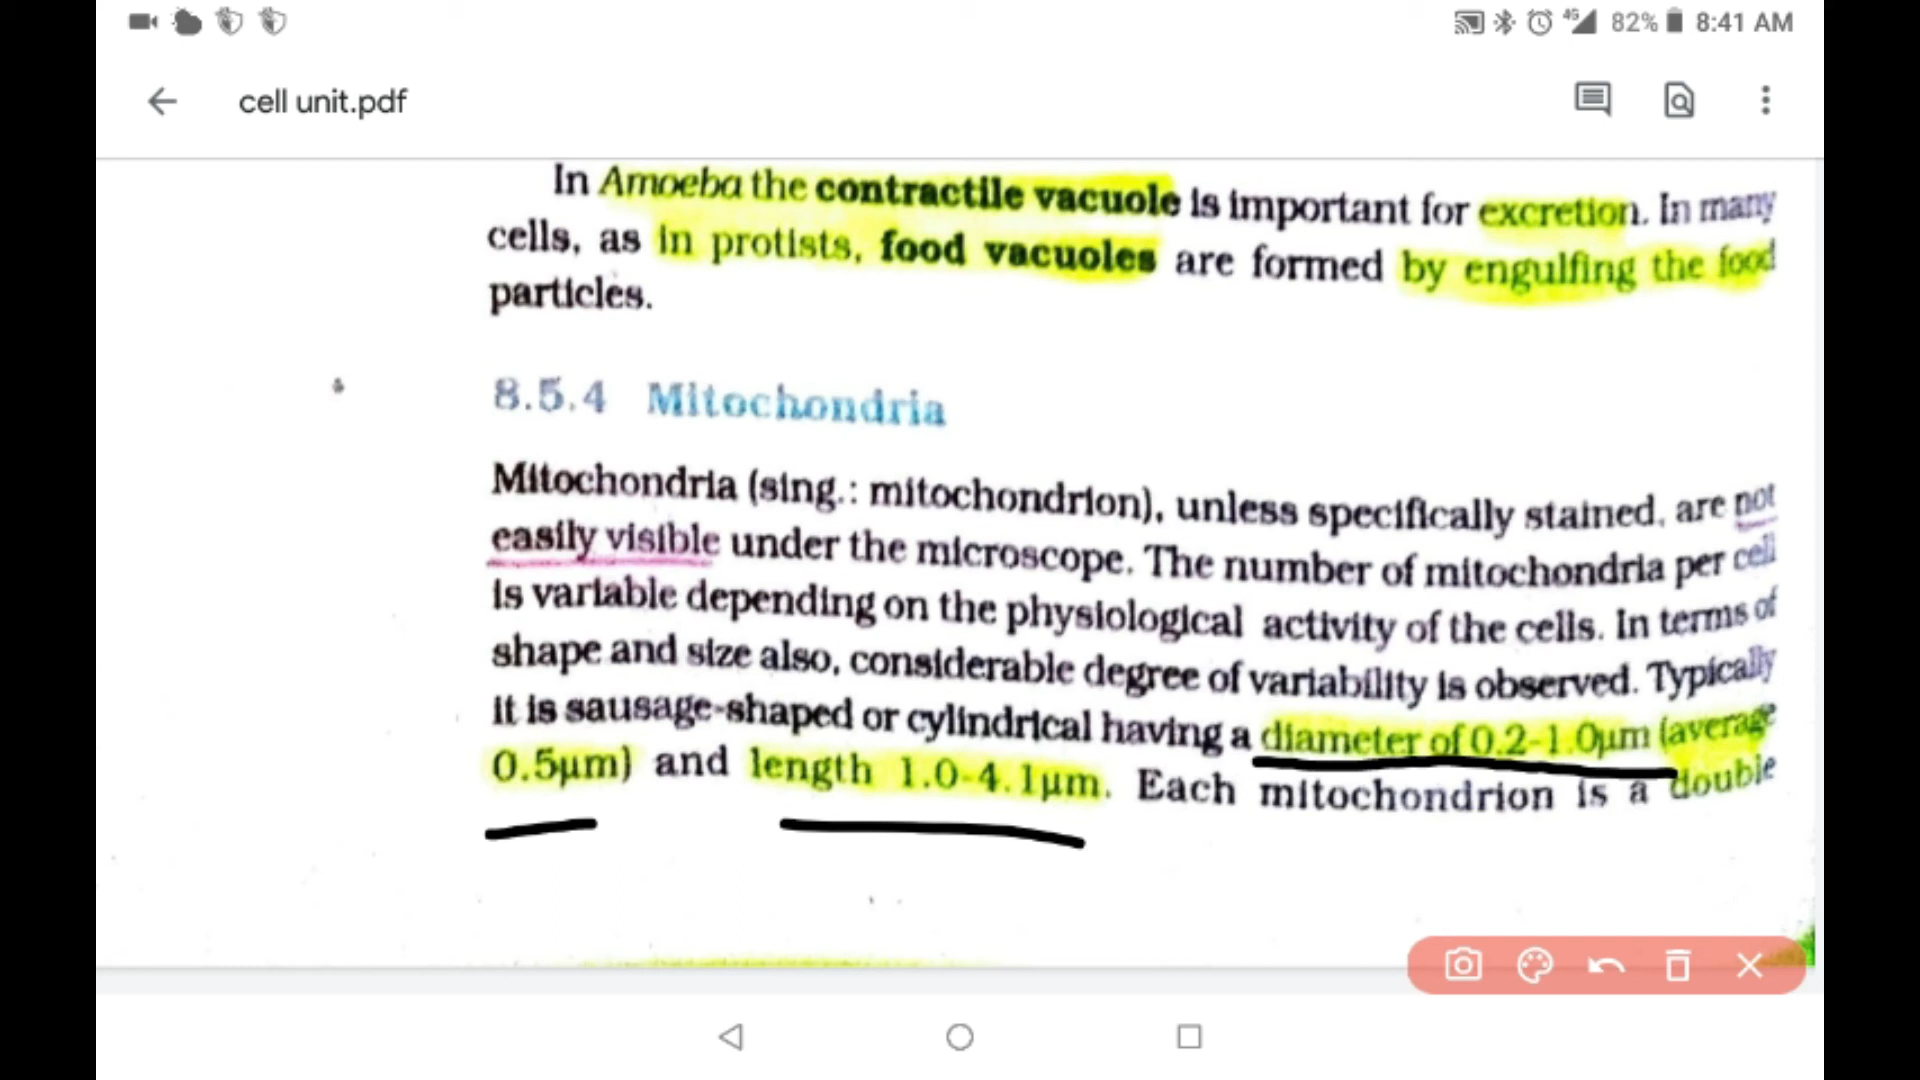 4G 82% 8:41 AM
cell unit.pdf
In Amoeba the contractile vacuole is important for excretion. In many
cells, as in protists, food vacuoles are formed by engulfing the food
particles.
8.5.4 Mitochondria
Mitochondria (sing.: mitochondrion), unless specifically stained, are not
easily visible under the microscope. The number of mitochondria per cell
is variable depending on the physiological activity of the cells. In terms of
shape and size also, considerable degree of variability is observed. Typically
it is sausage-shaped or cylindrical having a diameter of 0.2-1.0μm (average
0.5μm) and length 1.0-4.1μm. Each mitochondrion is a double